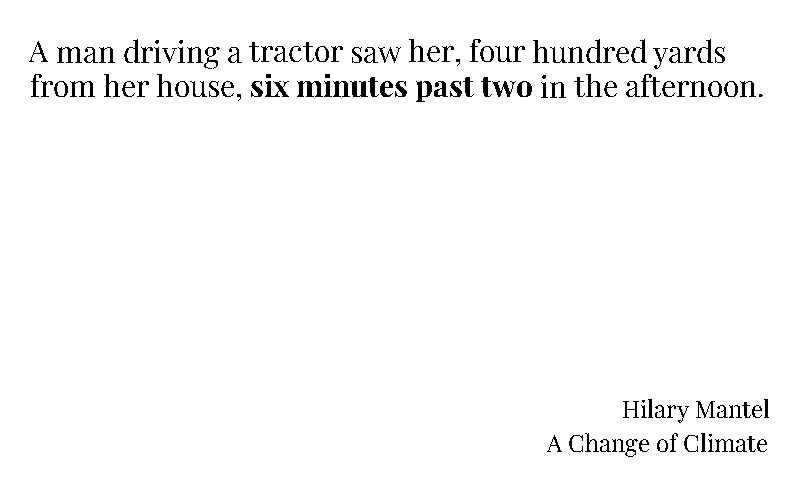 A man driving a tractor saw her, four hundred yards
from her house, six minutes past two in the afternoon.
Hilary Mantel
A Change of Climate